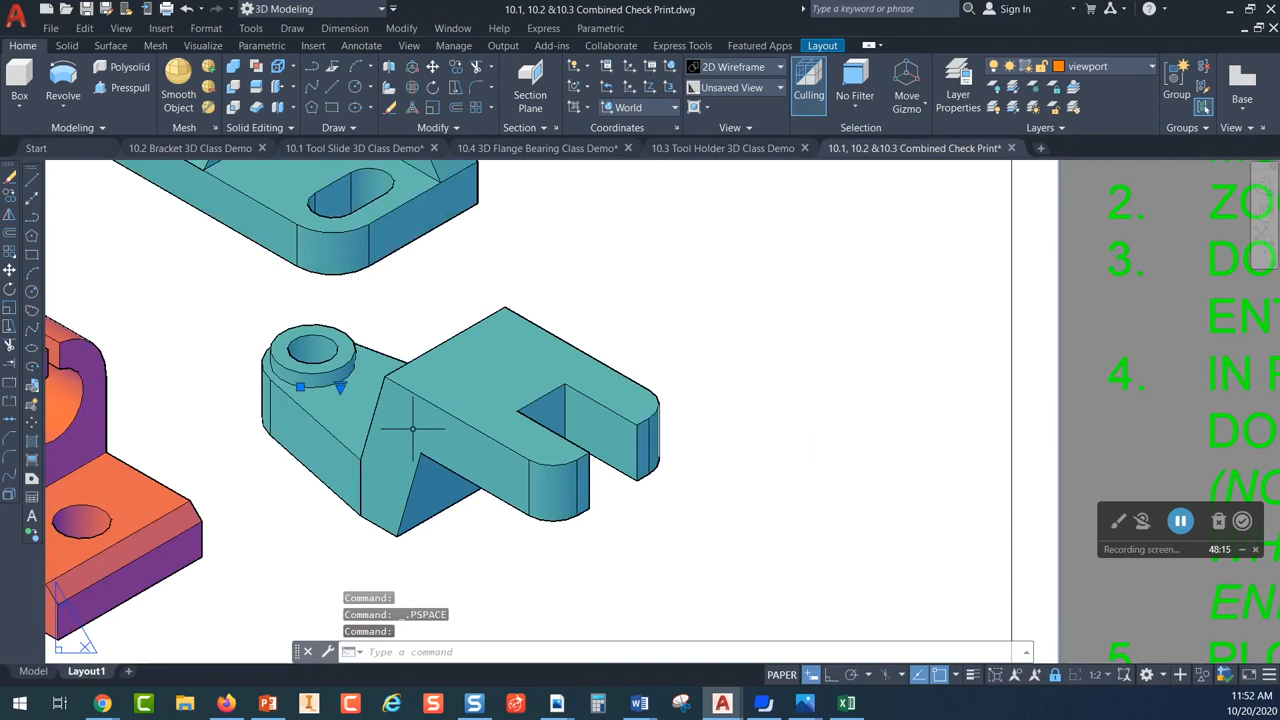 3D Modeling
10.1, 10.2 &10.3 Combined Check Print.dwg
Type a keyword or phrase
Sign In
File Edit View Insert Format Tools Draw Dimension Modify Window Help Express Parametric
Home Solid Surface Mesh Visualize Parametric Insert Annotate View Manage Output Add-ins Collaborate Express Tools Featured Apps Layout
Polysolid
2D Wireframe
viewport
Presspull
Unsaved View
Box Revolve Smooth Object Section Plane World Culling No Filter Move Gizmo Layer Properties Group Base
Modeling Mesh Solid Editing Draw Modify Section Coordinates View Selection Layers Groups View
Start 10.2 Bracket 3D Class Demo 10.1 Tool Slide 3D Class Demo* 10.4 3D Flange Bearing Class Demo* 10.3 Tool Holder 3D Class Demo 10.1, 10.2 &10.3 Combined Check Print*
2. ZO
3. DO
ENT
4. IN P
DO
(NO
EN
5. PLO
Recording screen... 48:15
Command:
Command: _.PSPACE
Command:
Type a command
Model Layout1
PAPER 1:2
11:52 AM
10/20/2020